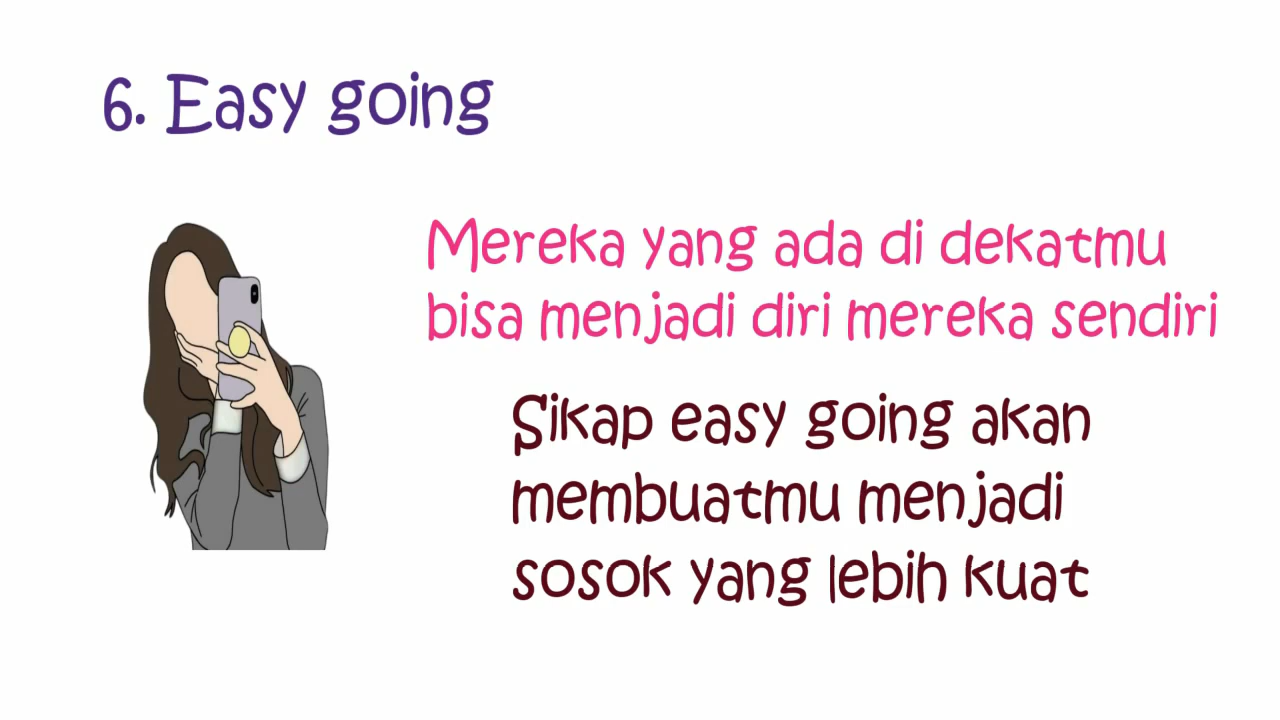 6. Easy going
Mereka yang ada di dekatmu
bisa menjadi diri mereka sendiri
Sikap easy going akan
membuatmu menjadi
sosok yang lebih kuat